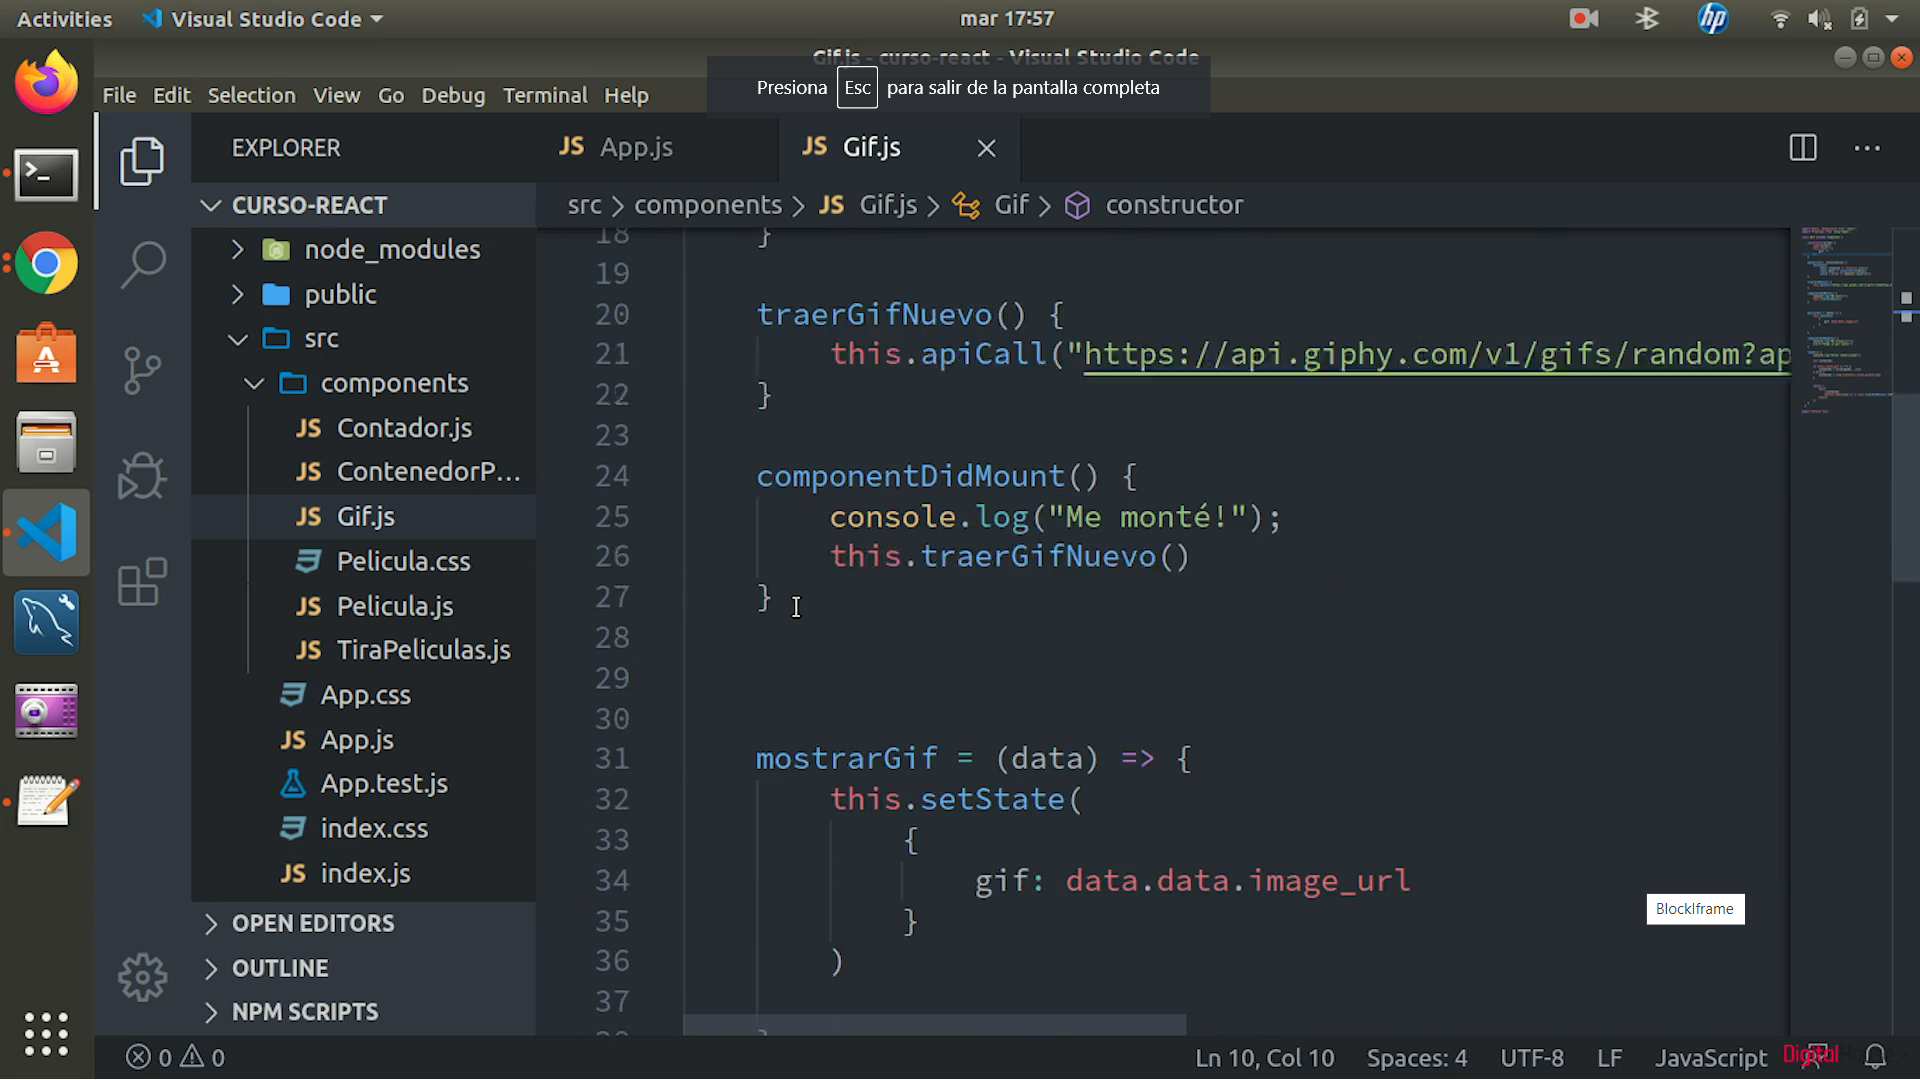 Activities Visual Studio Code mar 17:57
Gif.js - curso-react - Visual Studio Code
Presiona Esc para salir de la pantalla completa
File Edit Selection View Go Debug Terminal Help
EXPLORER
JS App.js JS Gif.js
CURSO-REACT
src > components > JS Gif.js > Gif > constructor
node_modules
public
src
components
JS Contador.js
JS ContenedorP...
JS Gif.js
Pelicula.css
JS Pelicula.js
JS TiraPeliculas.js
App.css
JS App.js
App.test.js
index.css
JS index.js
OPEN EDITORS
OUTLINE
NPM SCRIPTS
18 }
19
20 traerGifNuevo() {
21 this.apiCall("https://api.giphy.com/v1/gifs/random?ap
22 }
23
24 componentDidMount() {
25 console.log("Me monté!");
26 this.traerGifNuevo()
27 }
28
29
30
31 mostrarGif = (data) => {
32 this.setState(
33 {
34 gif: data.data.image_url
35 }
36 )
37
BlockIframe
0 0 Ln 10, Col 10 Spaces: 4 UTF-8 LF JavaScript